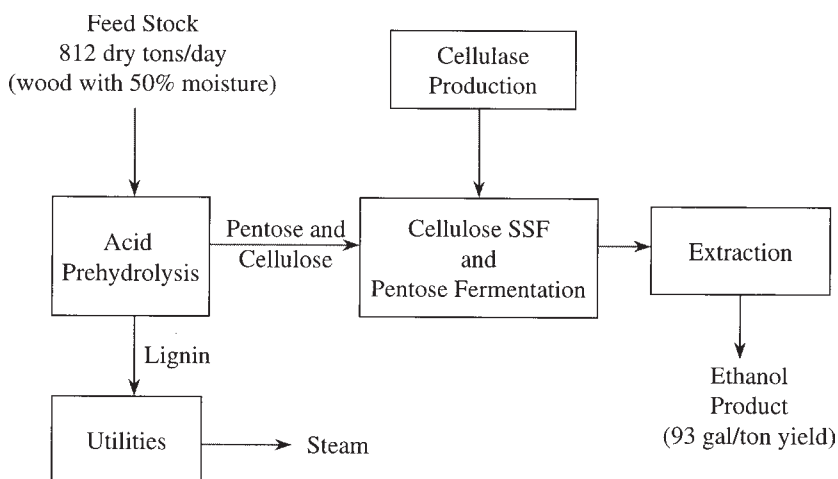 Feed Stock
812 dry tons/day
(wood with 50% moisture)
Cellulase
Production
Acid
Prehydrolysis
Pentose and
Cellulose
Cellulose SSF
and
Pentose Fermentation
Extraction
Lignin
Utilities
Steam
Ethanol
Product
(93 gal/ton yield)